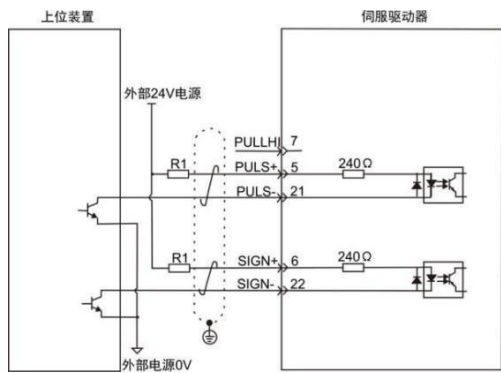 上位装置
伺服驱动器
外部24V电源
PULLHI 7
R1 PULS+ 5 240Ω
PULS- 21
R1 SIGN+ 6 240Ω
SIGN- 22
外部电源0V